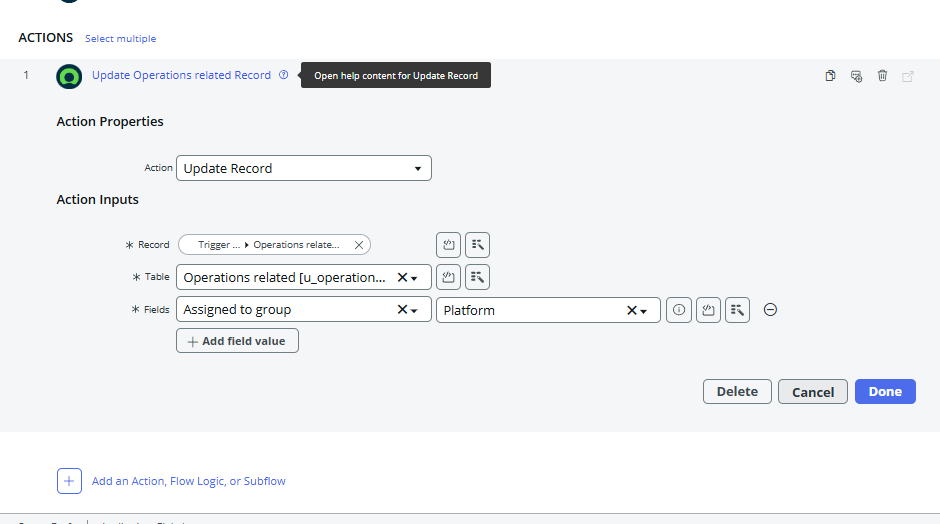 ACTIONS Select multiple
1 Update Operations related Record Open help content for Update Record
Action Properties
Action Update Record
Action Inputs
* Record Trigger ... Operations relate...
* Table Operations related [u_operation...
* Fields Assigned to group Platform
+ Add field value
Delete Cancel Done
+ Add an Action, Flow Logic, or Subflow